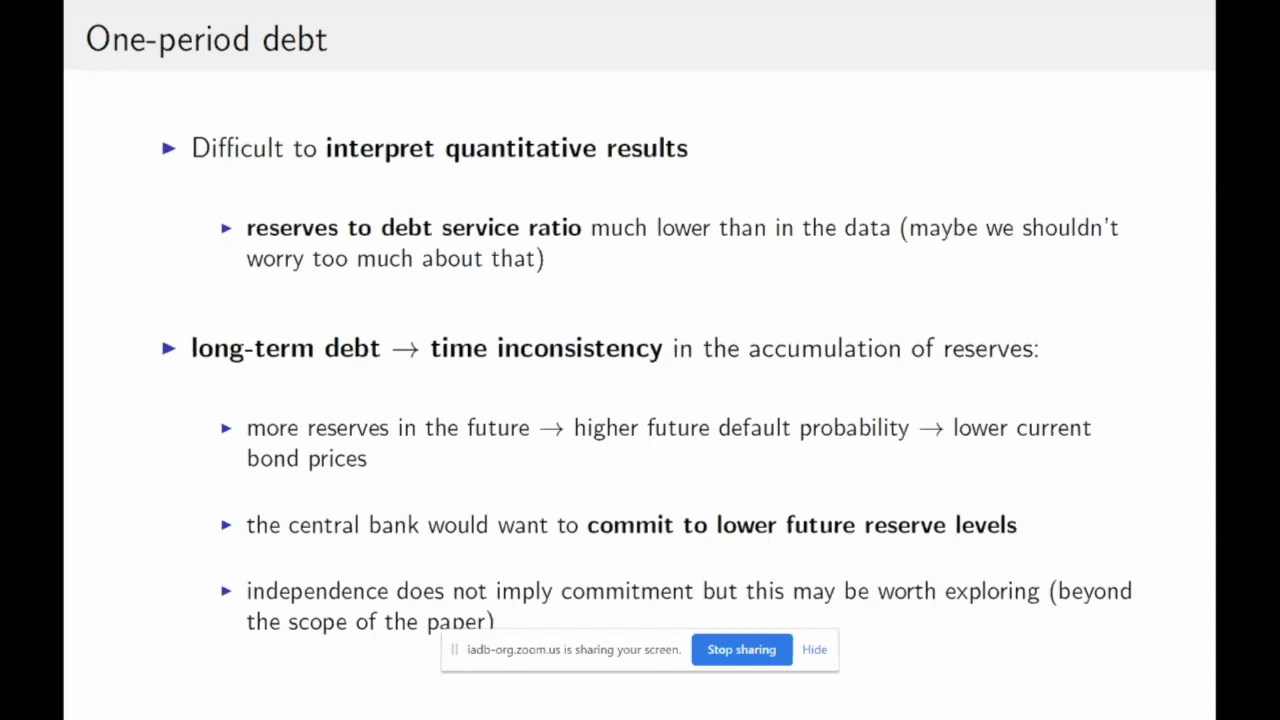 One-period debt
▶ Difficult to interpret quantitative results
▶ reserves to debt service ratio much lower than in the data (maybe we shouldn't
worry too much about that)
▶ long-term debt → time inconsistency in the accumulation of reserves:
▶ more reserves in the future → higher future default probability → lower current
bond prices
▶ the central bank would want to commit to lower future reserve levels
▶ independence does not imply commitment but this may be worth exploring (beyond
the scope of the paper)
iadb-org.zoom.us is sharing your screen. Stop sharing Hide